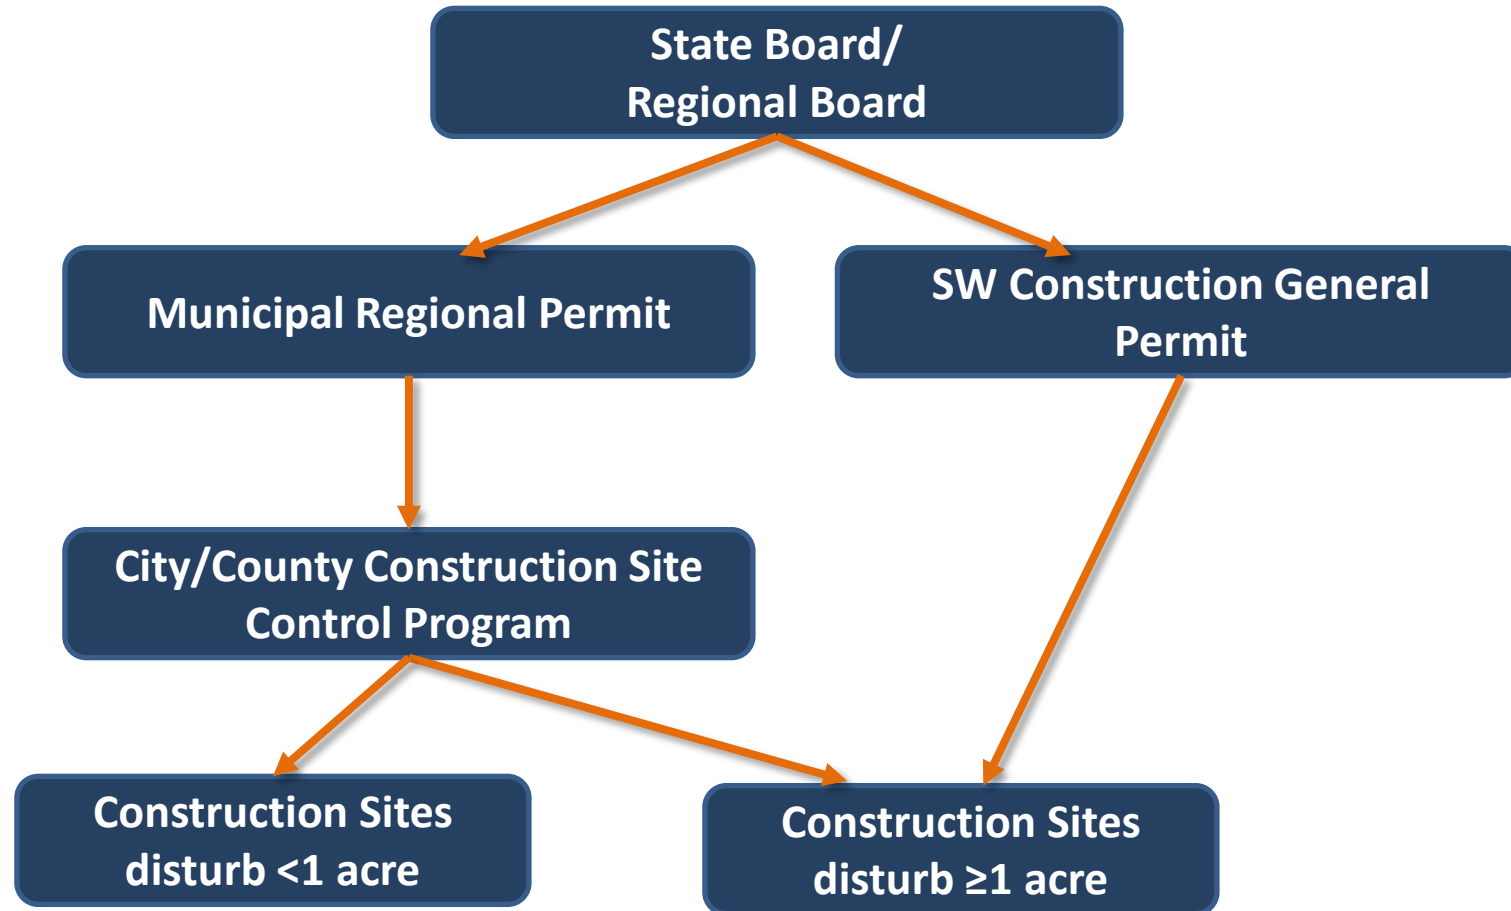 State Board/
Regional Board
Municipal Regional Permit
SW Construction General
Permit
City/County Construction Site
Control Program
Construction Sites
disturb <1 acre
Construction Sites
disturb ≥1 acre